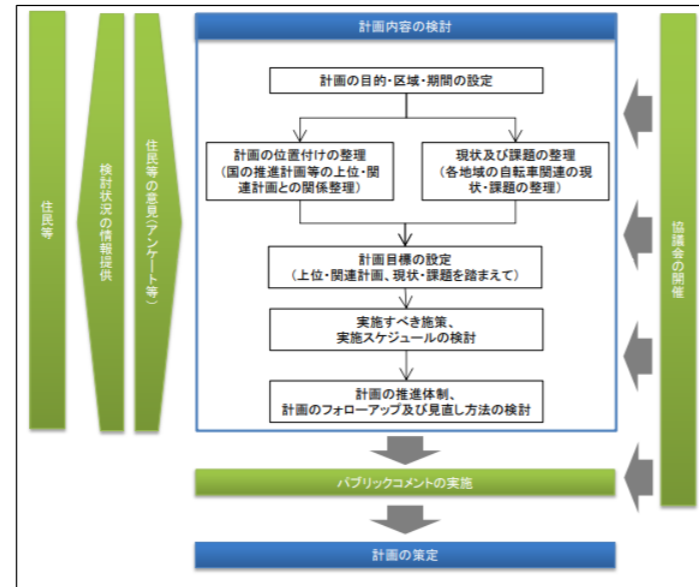 計画内容の検討
計画の目的・区域・期間の設定
計画の位置付けの整理
(国の推進計画等の上位・関
連計画との関係整理)
現状及び課題の整理
(各地域の自転車関連の現
状・課題の整理)
計画目標の設定
(上位・関連計画、現状・課題を踏まえて)
実施すべき施策、
実施スケジュールの検討
計画の推進体制、
計画のフォローアップ及び見直し方法の検討
パブリックコメントの実施
計画の策定
住民等
検討状況の情報提供
住民等の意見(アンケート等)
協議会の開催